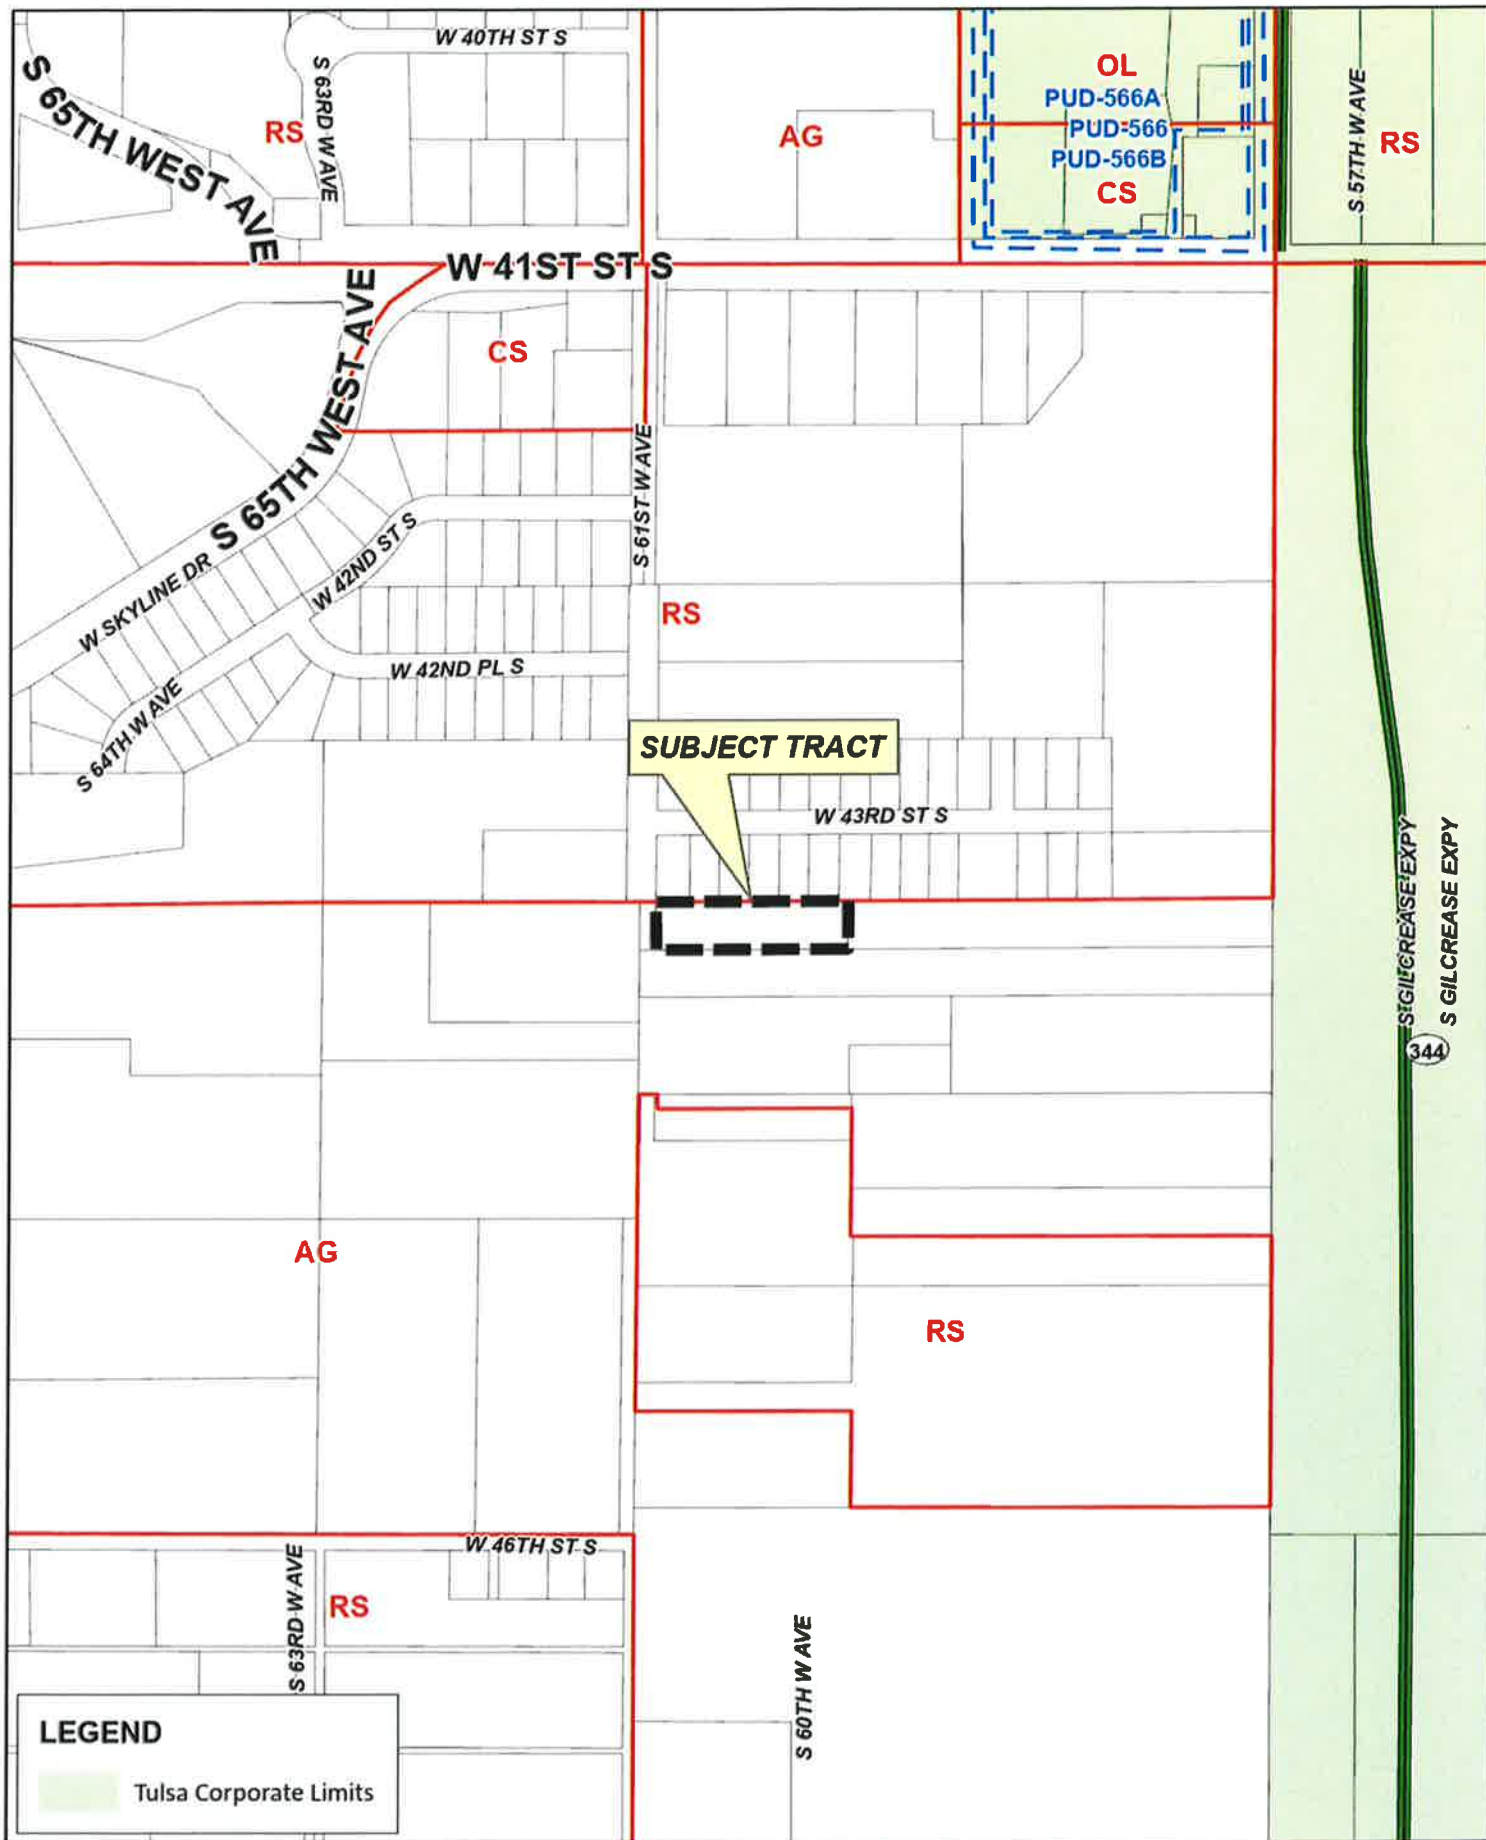 W 40TH ST S
S 65TH WEST AVE
S 63RD W AVE
RS
AG
OL
PUD-566A
PUD-566
PUD-566B
CS
S 57TH W AVE
RS
W 41ST ST S
S 65TH WEST AVE
CS
S 61ST W AVE
W 42ND ST S
W SKYLINE DR
RS
W 42ND PL S
S 64TH W AVE
SUBJECT TRACT
W 43RD ST S
S GILCREASE EXPY
S GILCREASE EXPY
344
AG
RS
W 46TH ST S
S 63RD W AVE
RS
S 60TH W AVE
LEGEND
Tulsa Corporate Limits